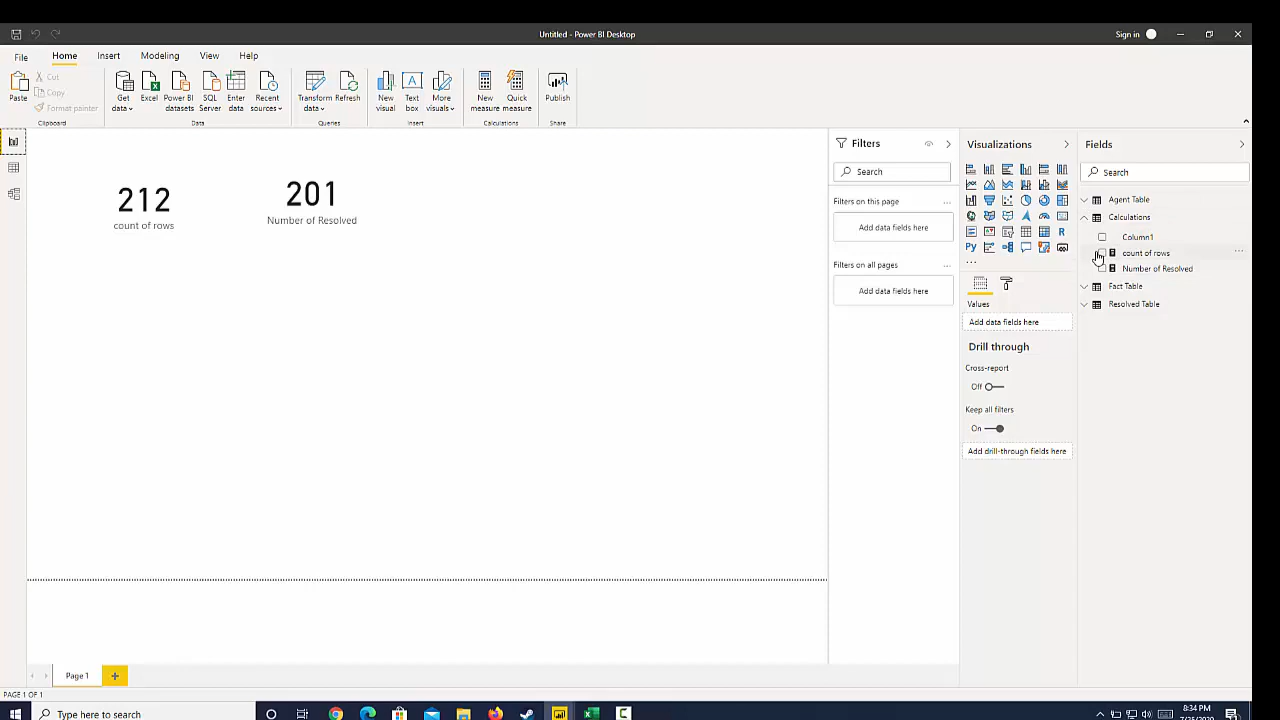 Untitled - Power BI Desktop
Sign in
File
Home
Insert
Modeling
View
Help
Paste
Cut
Copy
Format painter
Clipboard
Get data
Excel
Power BI datasets
SQL Server
Enter data
Recent sources
Data
Transform data
Refresh
Queries
New visual
Text box
More visuals
Insert
New measure
Quick measure
Calculations
Publish
Share
212
count of rows
201
Number of Resolved
Filters
Search
Filters on this page
...
Add data fields here
Filters on all pages
...
Add data fields here
Visualizations
R
Py
...
Values
Add data fields here
Drill through
Cross-report
Off
Keep all filters
On
Add drill-through fields here
Fields
Search
Agent Table
Calculations
Column1
count of rows
...
Number of Resolved
Fact Table
Resolved Table
Page 1
PAGE 1 OF 1
Type here to search
8:34 PM